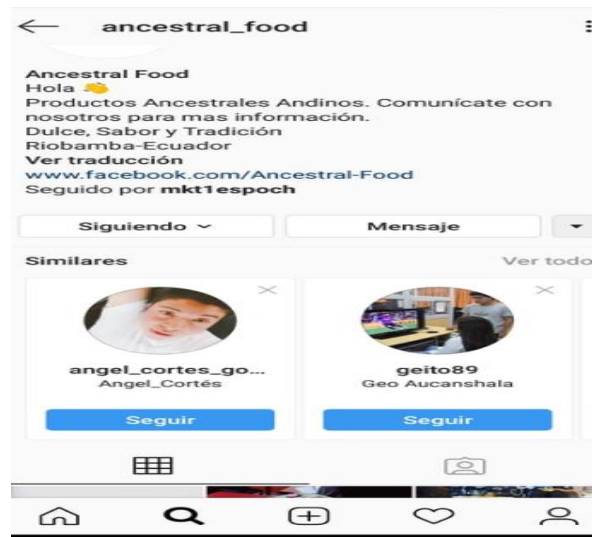 ancestral_food
Ancestral Food
Hola
Productos Ancestrales Andinos. Comunícate con
nosotros para mas información.
Dulce, Sabor y Tradición
Riobamba-Ecuador
Ver traducción
www.facebook.com/Ancestral-Food
Seguido por mkt1espoch
Siguiendo
Mensaje
Similares
Ver todo
angel_cortes_go...
Angel_Cortés
Seguir
geito89
Geo Aucanshala
Seguir